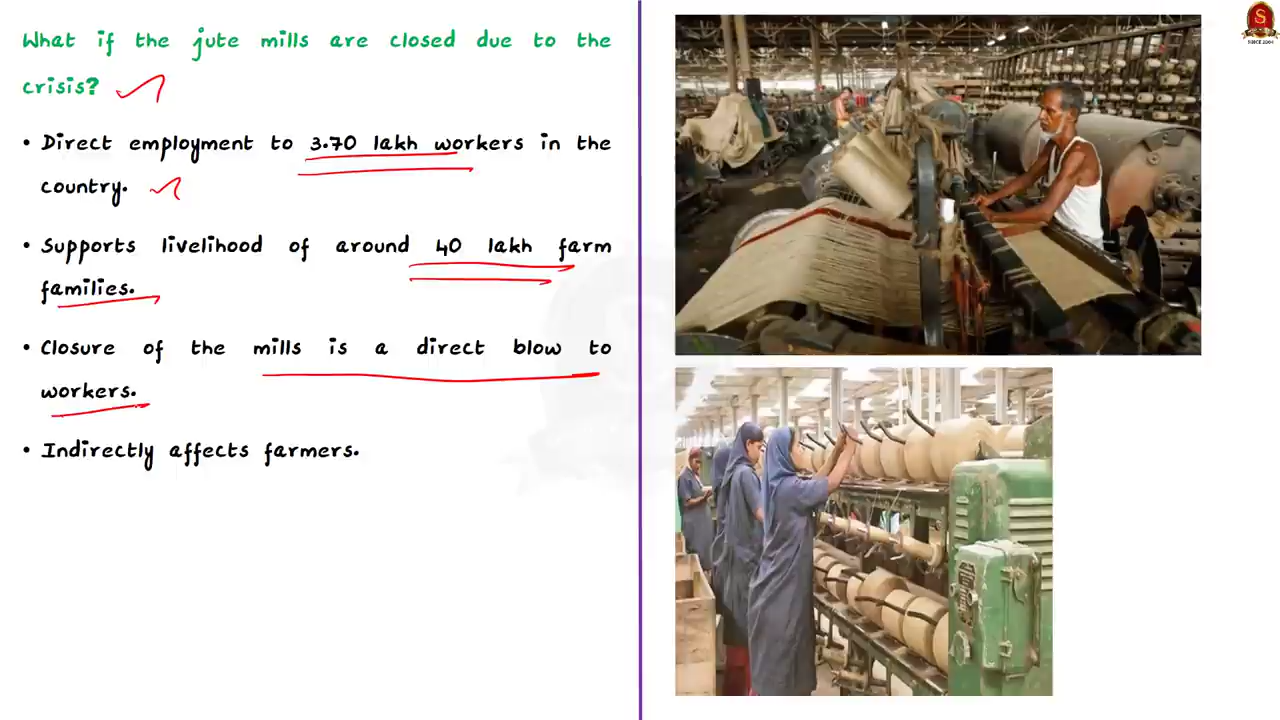 What if the jute mills are closed due to the
crisis?
• Direct employment to 3.70 lakh workers in the
country.
• Supports livelihood of around 40 lakh farm
families.
• Closure of the mills is a direct blow to
workers.
• Indirectly affects farmers.
S
SINCE 2004